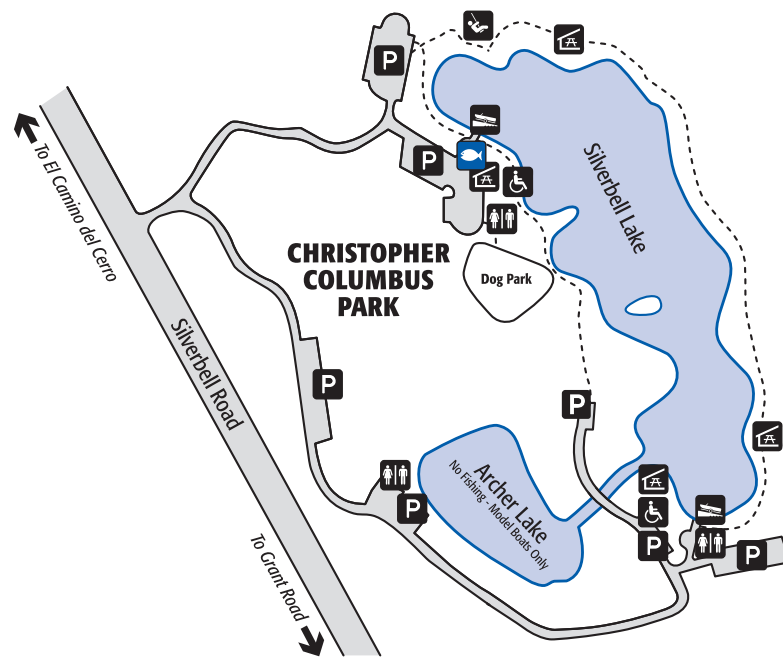 P
To El Camino del Cerro
P
Silverbell Lake
CHRISTOPHER
COLUMBUS
PARK
Dog Park
Silverbell Road
P
P
Archer Lake
No Fishing - Model Boats Only
P
P
P
To Grant Road